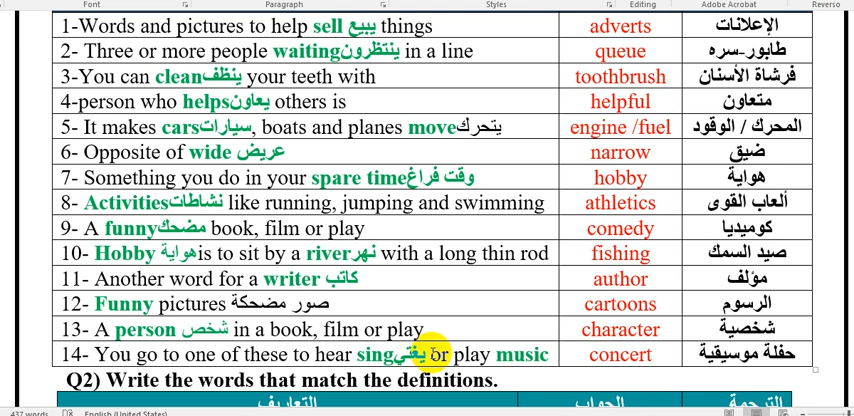 Font Paragraph Styles Editing Adobe Acrobat Reverso
1-Words and pictures to help sell يبيع things adverts الإعلانات
2- Three or more people waitingينتظرون in a line queue طابور-سره
3-You can cleanينظف your teeth with toothbrush فرشاة الأسنان
4-person who helpsيعاون others is helpful متعاون
5- It makes carsسيارات, boats and planes moveيتحرك engine /fuel المحرك / الوقود
6- Opposite of wide عريض narrow ضيق
7- Something you do in your spare timeوقت فراغ hobby هواية
8- Activitiesنشاطات like running, jumping and swimming athletics ألعاب القوى
9- A funnyمضحك book, film or play comedy كوميديا
10- Hobby هوايةis to sit by a riverنهر with a long thin rod fishing صيد السمك
11- Another word for a writer كاتب author مؤلف
12- Funny pictures صور مضحكة cartoons الرسوم
13- A person شخص in a book, film or play character شخصية
14- You go to one of these to hear singيغني or play music concert حفلة موسيقية
Q2) Write the words that match the definitions.
التعاريف الجواب الترجمة
437 words English (United States)